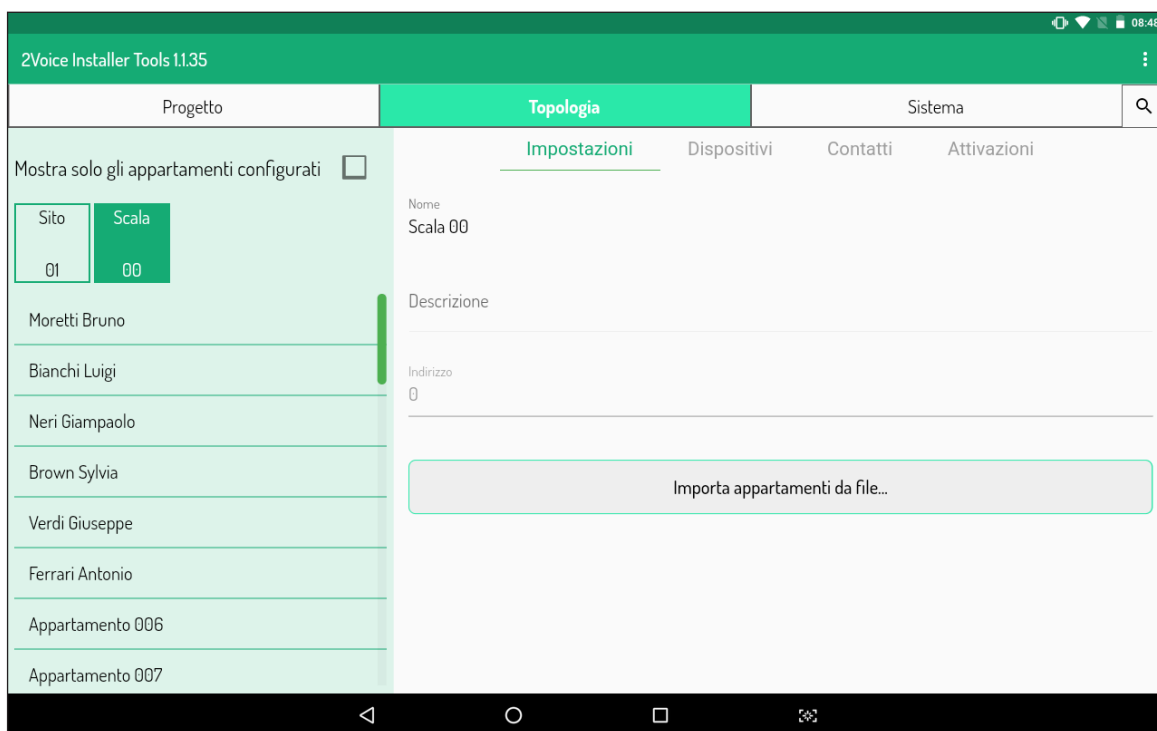 08:48
2Voice Installer Tools 1.1.35
Progetto
Topologia
Sistema
Mostra solo gli appartamenti configurati
Sito
01
Scala
00
Moretti Bruno
Bianchi Luigi
Neri Giampaolo
Brown Sylvia
Verdi Giuseppe
Ferrari Antonio
Appartamento 006
Appartamento 007
Impostazioni
Dispositivi
Contatti
Attivazioni
Nome
Scala 00
Descrizione
Indirizzo
0
Importa appartamenti da file...